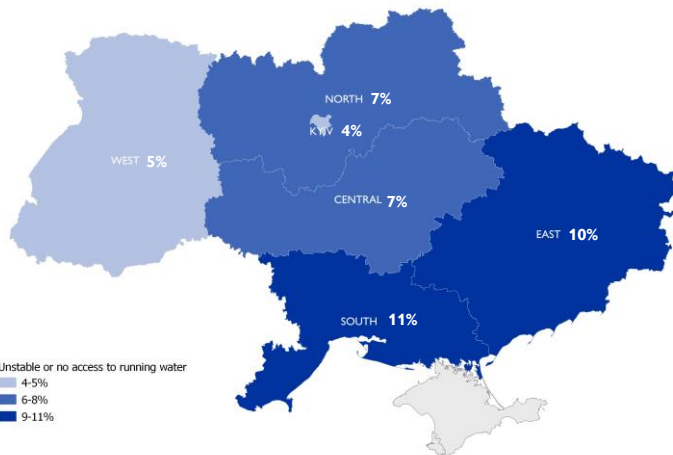 NORTH 7%
KYIV 4%
WEST 5%
CENTRAL 7%
EAST 10%
SOUTH 11%
Unstable or no access to running water
4-5%
6-8%
9-11%